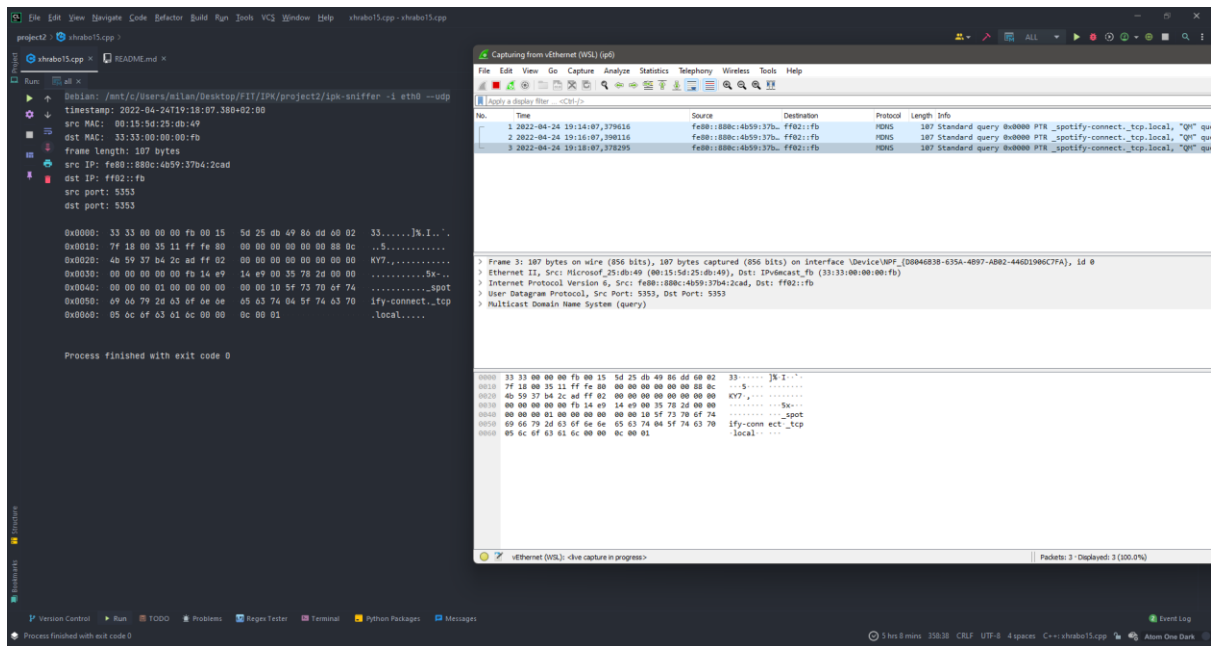 File Edit View Navigate Code Refactor Build Run Tools VCS Window Help xhrabo15.cpp - xhrabo15.cpp
project2 > xhrabo15.cpp >
ALL
xhrabo15.cpp × README.md ×
Run: all ×
Debian: /mnt/c/Users/milan/Desktop/FIT/IPK/project2/ipk-sniffer -i eth0 --udp
timestamp: 2022-04-24T19:18:07.380+02:00
src MAC: 00:15:5d:25:db:49
dst MAC: 33:33:00:00:00:fb
frame length: 107 bytes
src IP: fe80::880c:4b59:37b4:2cad
dst IP: ff02::fb
src port: 5353
dst port: 5353
0x0000: 33 33 00 00 00 fb 00 15 5d 25 db 49 86 dd 60 02 33......]%.I..`.
0x0010: 7f 18 00 35 11 ff fe 80 00 00 00 00 00 00 88 0c ...5............
0x0020: 4b 59 37 b4 2c ad ff 02 00 00 00 00 00 00 00 00 KY7.,...........
0x0030: 00 00 00 00 00 fb 14 e9 14 e9 00 35 78 2d 00 00 ...........5x-..
0x0040: 00 00 00 01 00 00 00 00 00 00 10 5f 73 70 6f 74 ..........._spot
0x0050: 69 66 79 2d 63 6f 6e 6e 65 63 74 04 5f 74 63 70 ify-connect._tcp
0x0060: 05 6c 6f 63 61 6c 00 00 0c 00 01 .local.....
Process finished with exit code 0
Capturing from vEthernet (WSL) (ip6)
File Edit View Go Capture Analyze Statistics Telephony Wireless Tools Help
Apply a display filter ... <Ctrl-/>
No. Time Source Destination Protocol Length Info
1 2022-04-24 19:14:07,379616 fe80::880c:4b59:37b… ff02::fb MDNS 107 Standard query 0x0000 PTR _spotify-connect._tcp.local, "QM" que
2 2022-04-24 19:16:07,390116 fe80::880c:4b59:37b… ff02::fb MDNS 107 Standard query 0x0000 PTR _spotify-connect._tcp.local, "QM" que
3 2022-04-24 19:18:07,378295 fe80::880c:4b59:37b… ff02::fb MDNS 107 Standard query 0x0000 PTR _spotify-connect._tcp.local, "QM" que
> Frame 3: 107 bytes on wire (856 bits), 107 bytes captured (856 bits) on interface \Device\NPF_{D8046B3B-635A-4B97-AB02-446D1906C7FA}, id 0
> Ethernet II, Src: Microsof_25:db:49 (00:15:5d:25:db:49), Dst: IPv6mcast_fb (33:33:00:00:00:fb)
> Internet Protocol Version 6, Src: fe80::880c:4b59:37b4:2cad, Dst: ff02::fb
> User Datagram Protocol, Src Port: 5353, Dst Port: 5353
> Multicast Domain Name System (query)
0000 33 33 00 00 00 fb 00 15 5d 25 db 49 86 dd 60 02 33······ ]%·I··`·
0010 7f 18 00 35 11 ff fe 80 00 00 00 00 00 00 88 0c ···5···· ········
0020 4b 59 37 b4 2c ad ff 02 00 00 00 00 00 00 00 00 KY7·,··· ········
0030 00 00 00 00 00 fb 14 e9 14 e9 00 35 78 2d 00 00 ········ ···5x-··
0040 00 00 00 01 00 00 00 00 00 00 10 5f 73 70 6f 74 ········ ···_spot
0050 69 66 79 2d 63 6f 6e 6e 65 63 74 04 5f 74 63 70 ify-conn ect·_tcp
0060 05 6c 6f 63 61 6c 00 00 0c 00 01 ·local·· ···
vEthernet (WSL): <live capture in progress> Packets: 3 · Displayed: 3 (100.0%)
Structure
Bookmarks
Version Control Run TODO Problems Regex Tester Terminal Python Packages Messages Event Log
Process finished with exit code 0 5 hrs 8 mins 358:38 CRLF UTF-8 4 spaces C++: xhrabo15.cpp Atom One Dark